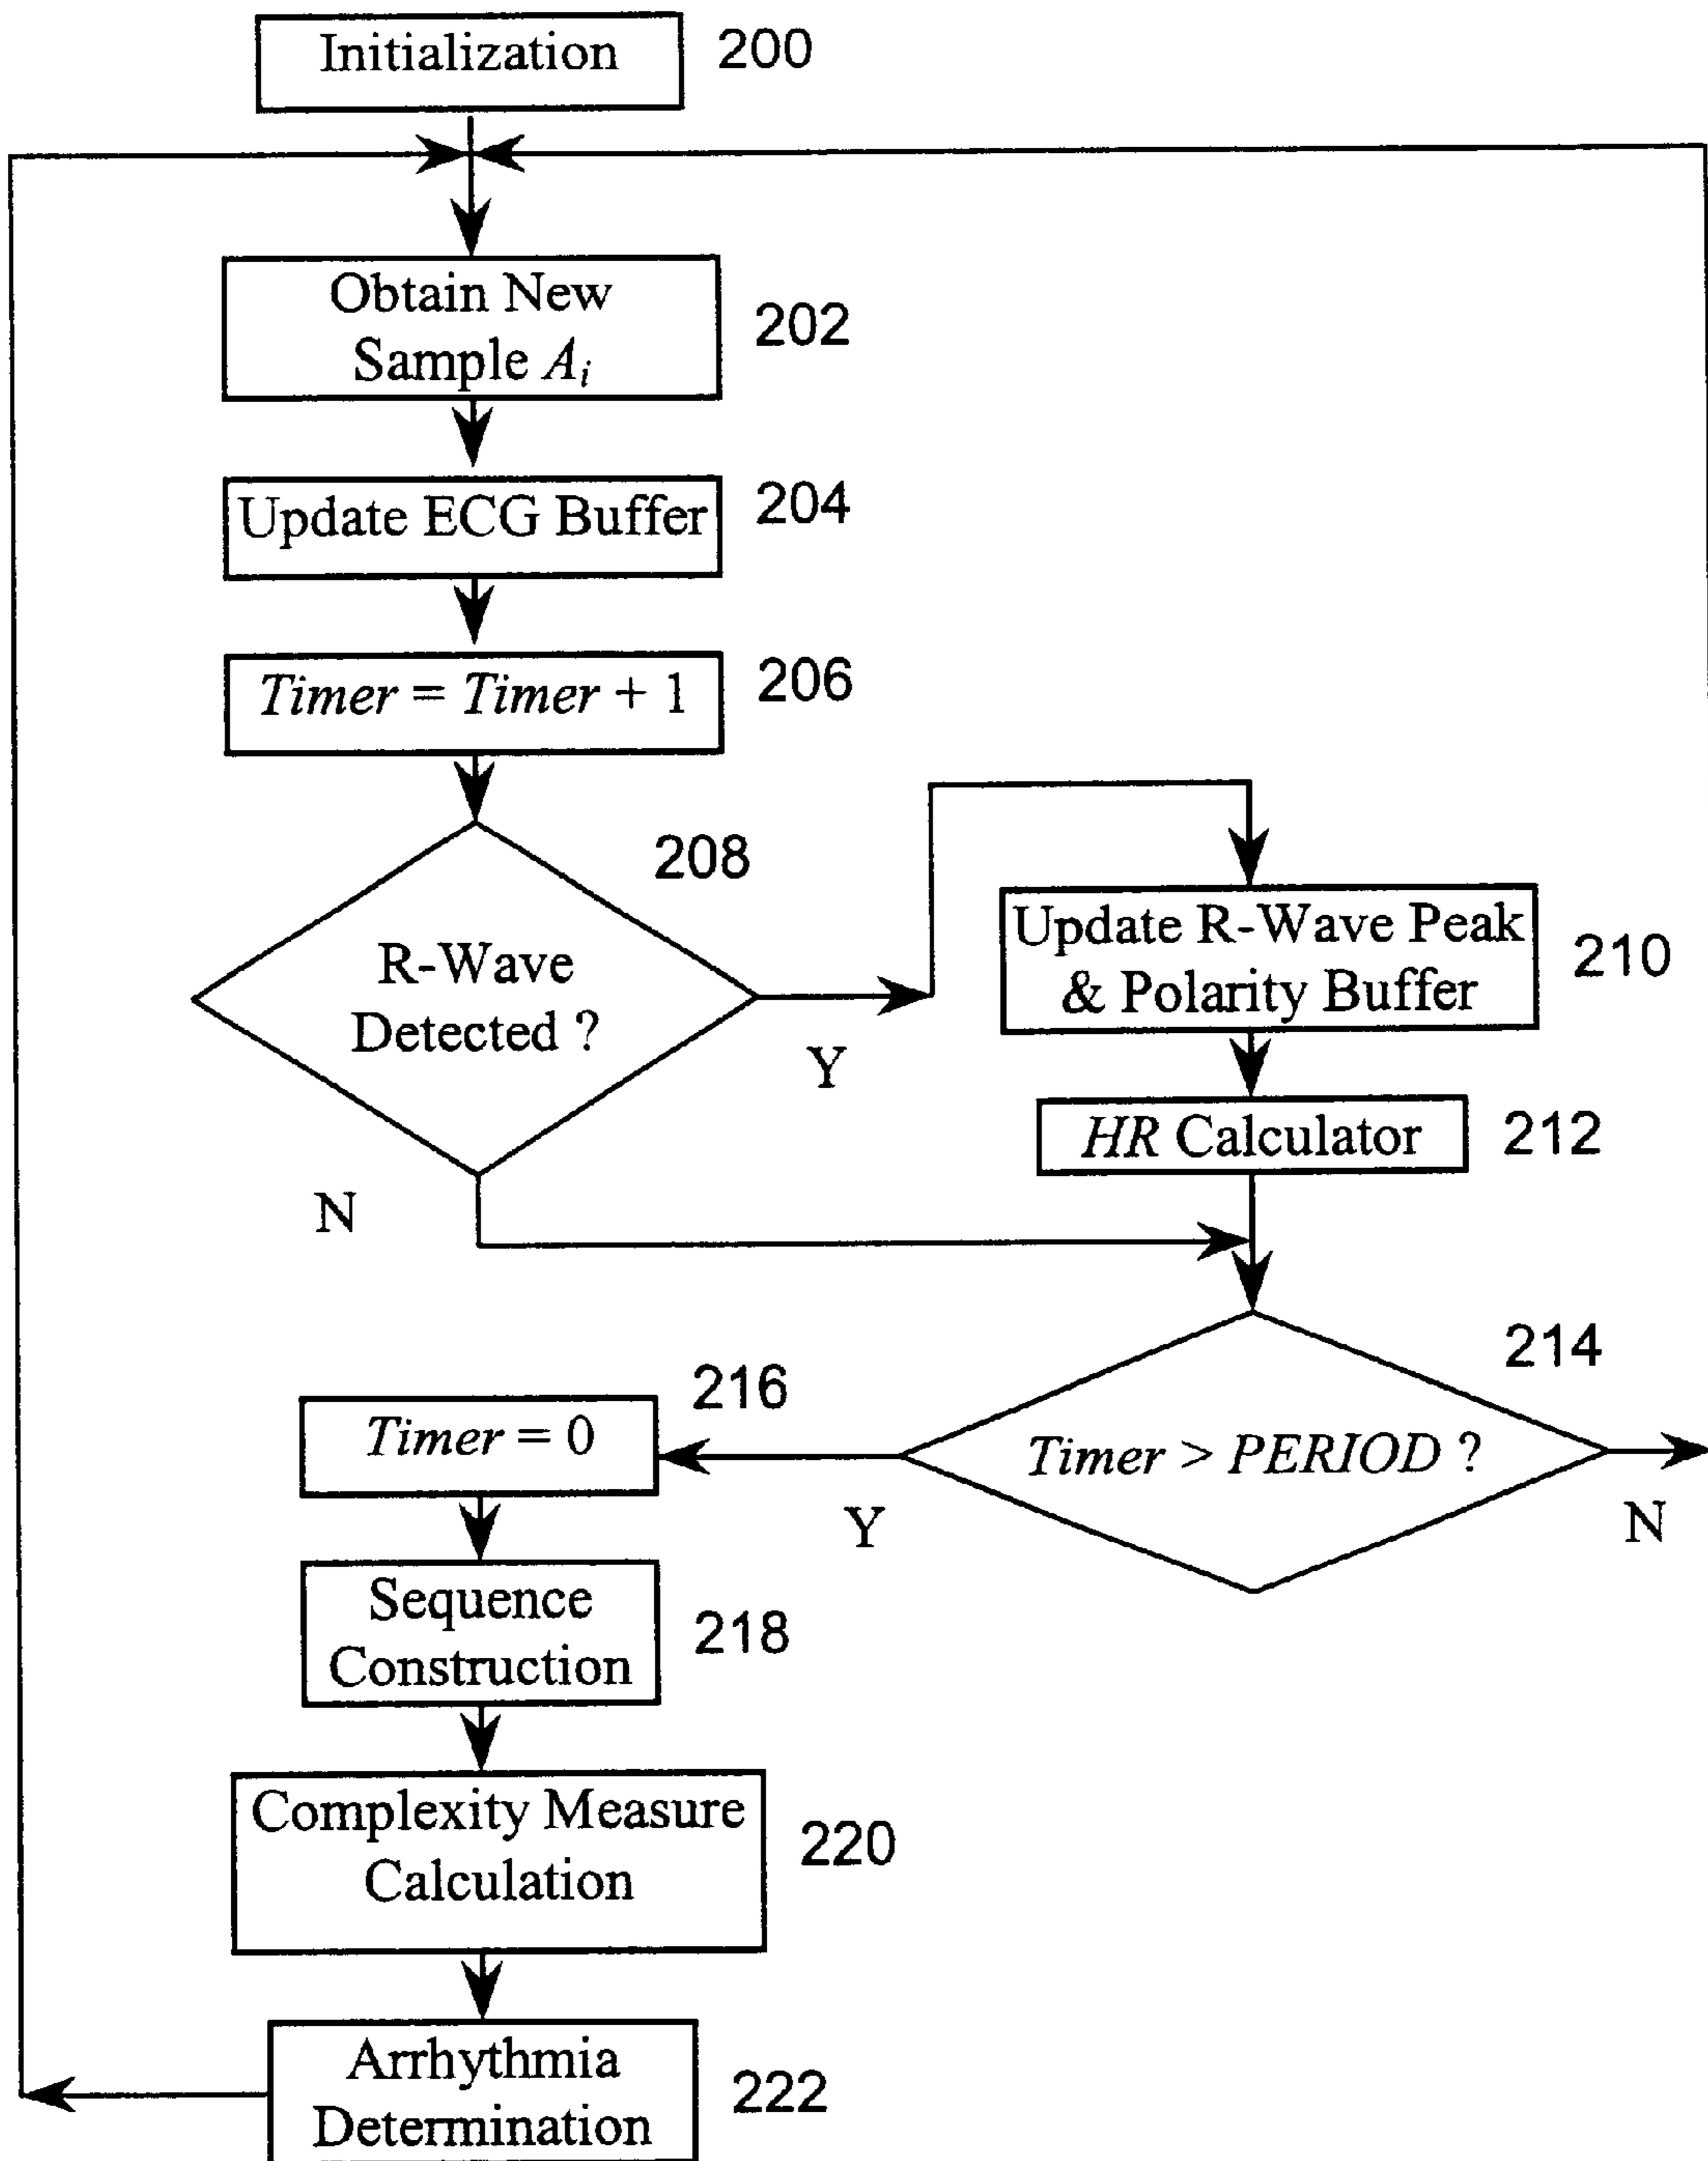 Initialization
200
Obtain New
Sample A_i
202
Update ECG Buffer
204
Timer = Timer + 1
206
208
R-Wave
Detected ?
Y
N
Update R-Wave Peak
& Polarity Buffer
210
HR Calculator
212
214
Timer > PERIOD ?
Y
N
216
Timer = 0
Sequence
Construction
218
Complexity Measure
Calculation
220
Arrhythmia
Determination
222